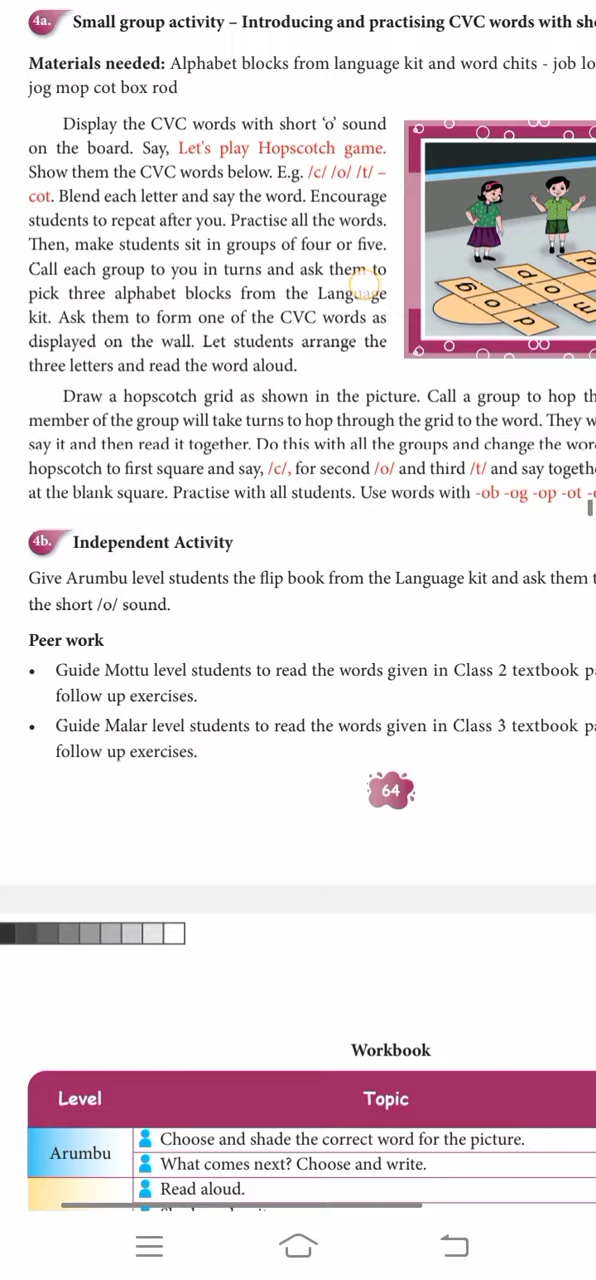 4a. Small group activity – Introducing and practising CVC words with sh
Materials needed: Alphabet blocks from language kit and word chits - job lo
jog mop cot box rod
Display the CVC words with short ‘o’ sound
on the board. Say, Let's play Hopscotch game.
Show them the CVC words below. E.g. /c/ /o/ /t/ –
cot. Blend each letter and say the word. Encourage
students to repeat after you. Practise all the words.
Then, make students sit in groups of four or five.
Call each group to you in turns and ask them to
pick three alphabet blocks from the Language
kit. Ask them to form one of the CVC words as
displayed on the wall. Let students arrange the
three letters and read the word aloud.
g o d
d o p
Draw a hopscotch grid as shown in the picture. Call a group to hop th
member of the group will take turns to hop through the grid to the word. They w
say it and then read it together. Do this with all the groups and change the wor
hopscotch to first square and say, /c/, for second /o/ and third /t/ and say togeth
at the blank square. Practise with all students. Use words with -ob -og -op -ot
4b. Independent Activity
Give Arumbu level students the flip book from the Language kit and ask them t
the short /o/ sound.
Peer work
• Guide Mottu level students to read the words given in Class 2 textbook p
follow up exercises.
• Guide Malar level students to read the words given in Class 3 textbook p
follow up exercises.
64
Workbook
Level Topic
Arumbu
Choose and shade the correct word for the picture.
What comes next? Choose and write.
Read aloud.